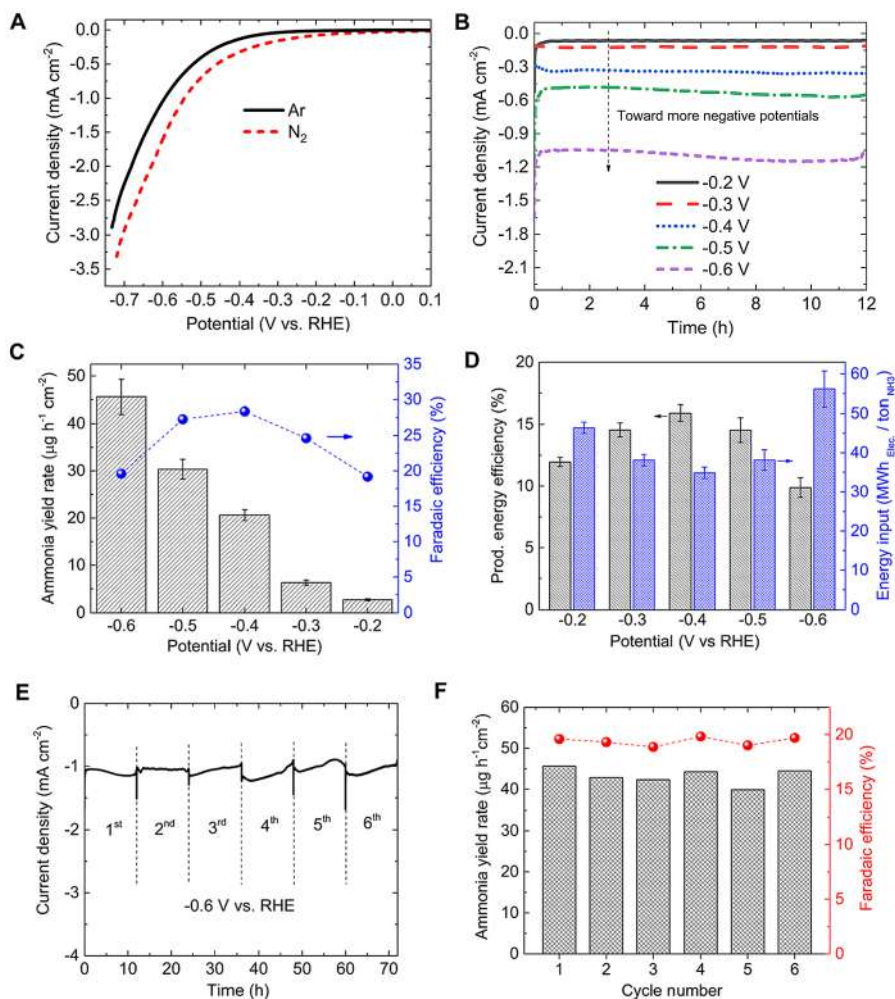 A
Current density (mA cm⁻²)
0.0
-0.5
-1.0
-1.5
-2.0
-2.5
-3.0
-3.5
Ar
N₂
-0.7 -0.6 -0.5 -0.4 -0.3 -0.2 -0.1 0.0 0.1
Potential (V vs. RHE)
B
Current density (mA cm⁻²)
0.0
-0.3
-0.6
-0.9
-1.2
-1.5
-1.8
-2.1
Toward more negative potentials
-0.2 V
-0.3 V
-0.4 V
-0.5 V
-0.6 V
0 2 4 6 8 10 12
Time (h)
C
Ammonia yield rate (µg h⁻¹ cm⁻²)
50
40
30
20
10
0
35
30
25
20
15
10
5
0
Faradaic efficiency (%)
-0.6 -0.5 -0.4 -0.3 -0.2
Potential (V vs. RHE)
D
Prod. energy efficiency (%)
20
15
10
5
0
60
50
40
30
20
10
0
Energy input (MWh Elec. / ton NH3)
-0.2 -0.3 -0.4 -0.5 -0.6
Potential (V vs RHE)
E
Current density (mA cm⁻²)
0
-1
-2
-3
-4
1st 2nd 3rd 4th 5th 6th
-0.6 V vs. RHE
0 10 20 30 40 50 60 70
Time (h)
F
Ammonia yield rate (µg h⁻¹cm⁻²)
60
50
40
30
20
10
0
20
15
10
5
0
Faradaic efficiency (%)
1 2 3 4 5 6
Cycle number